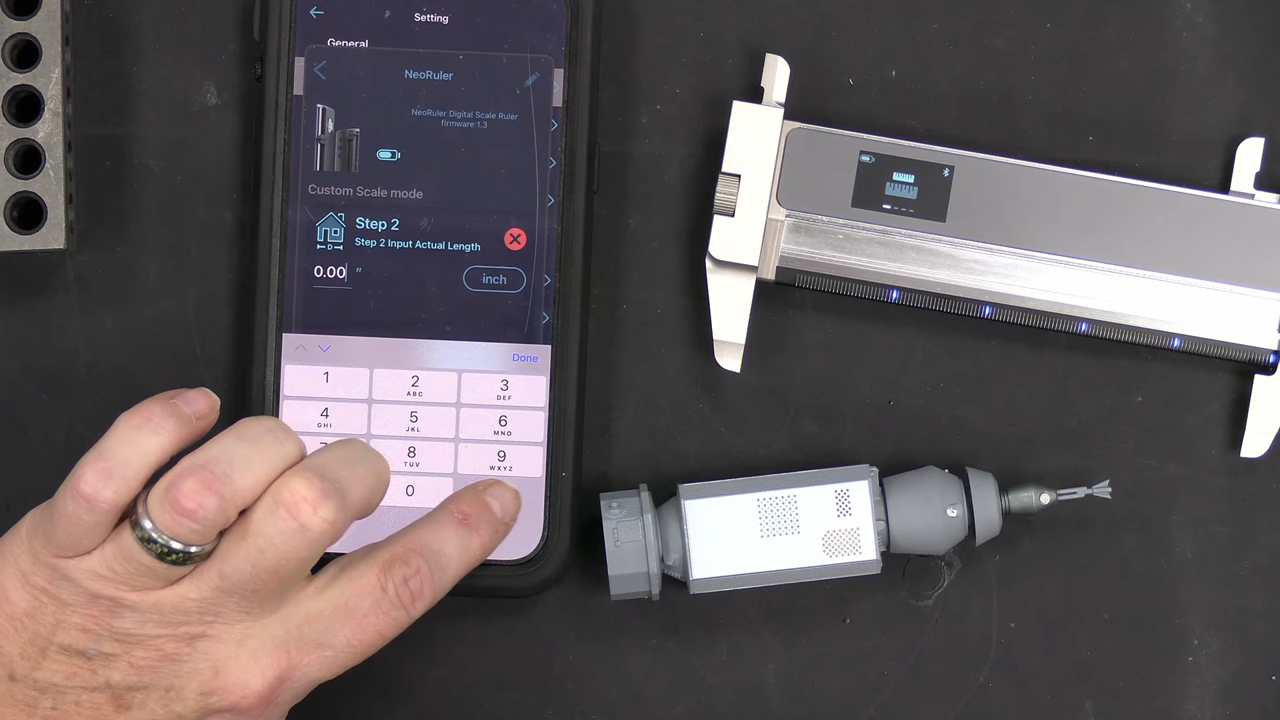 Setting
General
NeoRuler
NeoRuler Digital Scale Ruler
firmware:1.3
Custom Scale mode
Step 2
Step 2 Input Actual Length
0.00 "
inch
Done
1
2
ABC
3
DEF
4
GHI
5
JKL
6
MNO
8
TUV
9
WXYZ
0